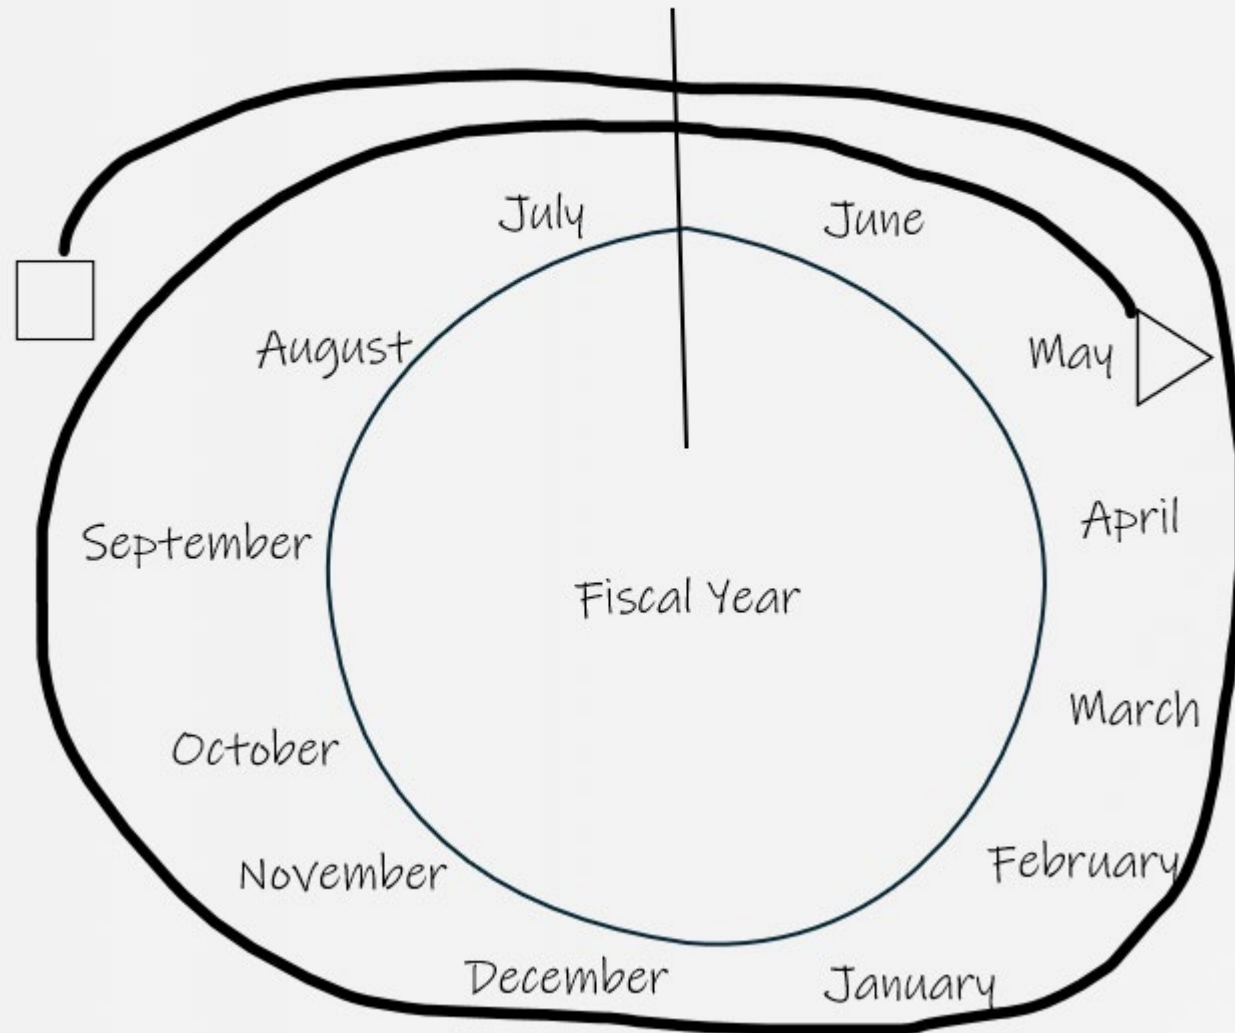 July
June
August
May
April
September
Fiscal Year
March
October
February
November
December
January